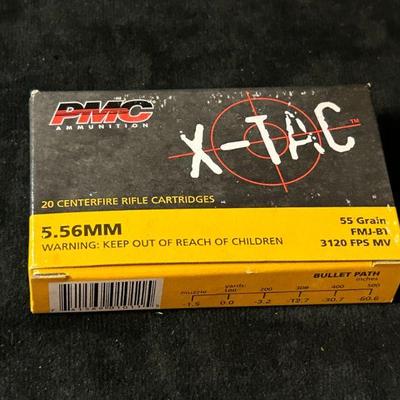 PMC
AMMUNITION
X-TAC™
20 CENTERFIRE RIFLE CARTRIDGES
5.56MM
55 Grain
FMJ-BT
WARNING: KEEP OUT OF REACH OF CHILDREN
3120 FPS MV
BULLET PATH
yards: inches
muzzle 100 200 300 400 500
-1.5 0.0 -3.2 -12.7 -30.7 -60.6